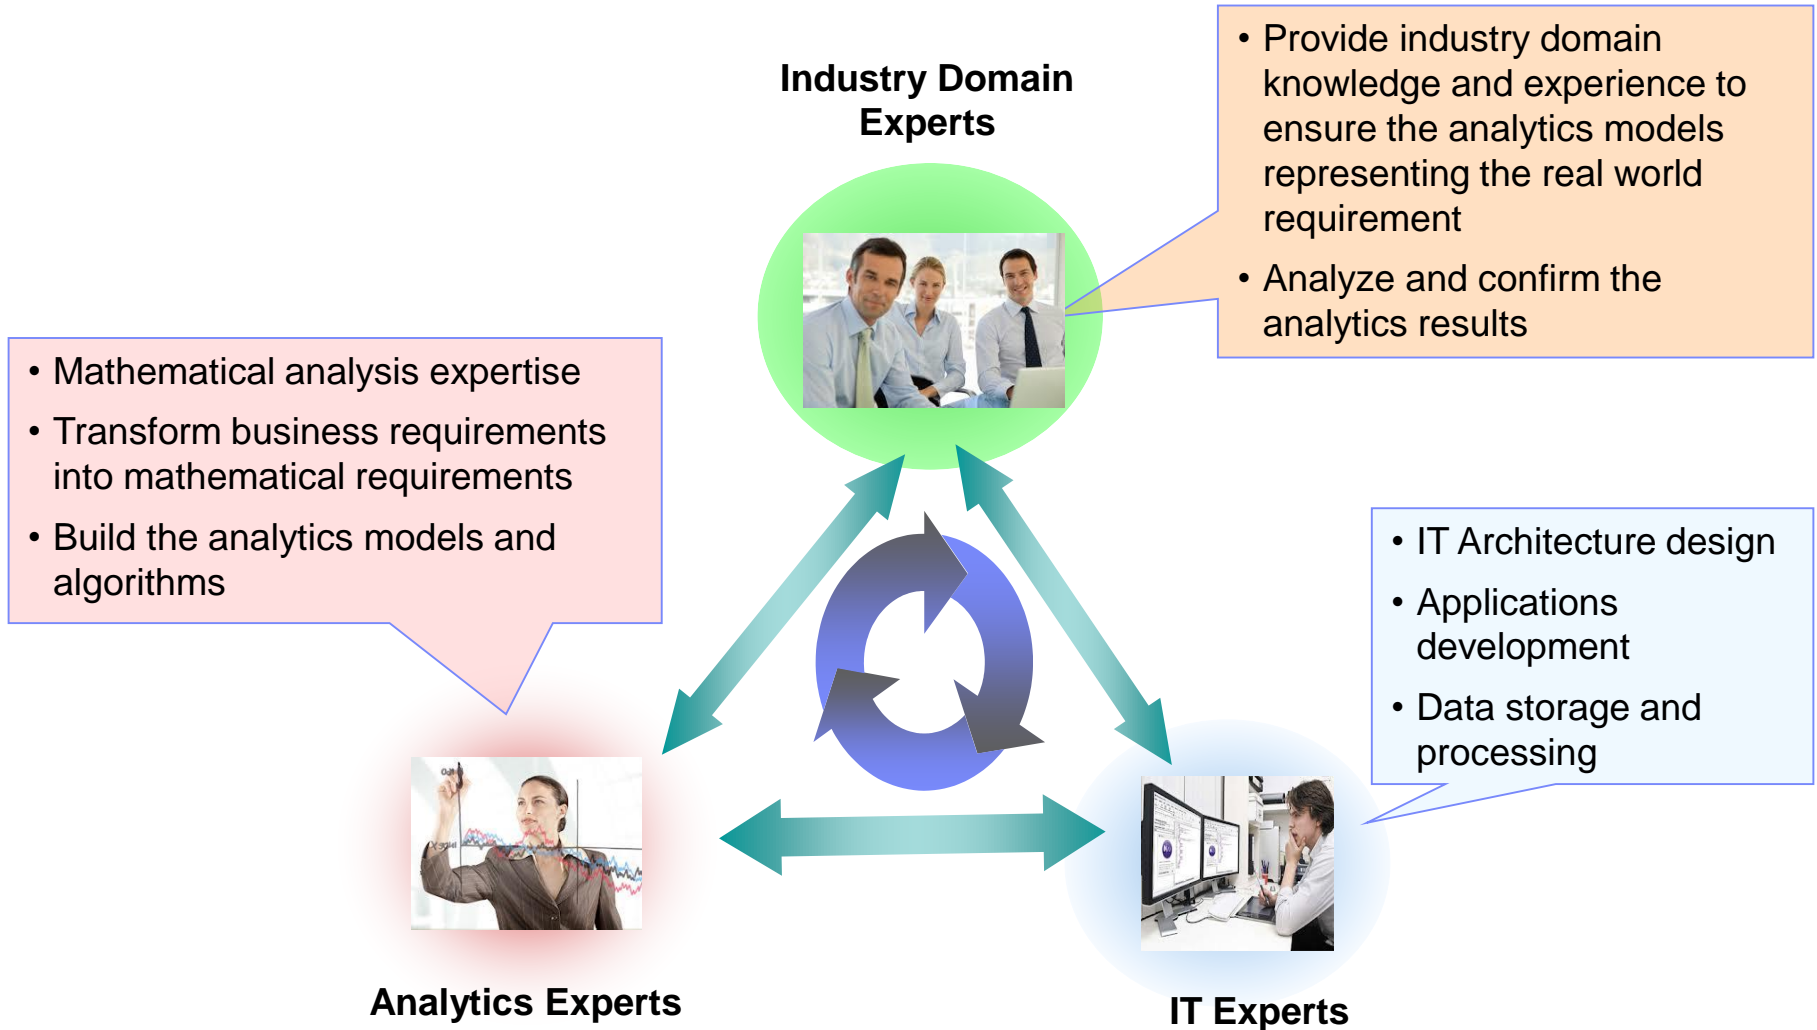 Industry Domain
Experts
• Provide industry domain
knowledge and experience to
ensure the analytics models
representing the real world
requirement
• Analyze and confirm the
analytics results
• Mathematical analysis expertise
• Transform business requirements
into mathematical requirements
• Build the analytics models and
algorithms
• IT Architecture design
• Applications
development
• Data storage and
processing
Analytics Experts
IT Experts